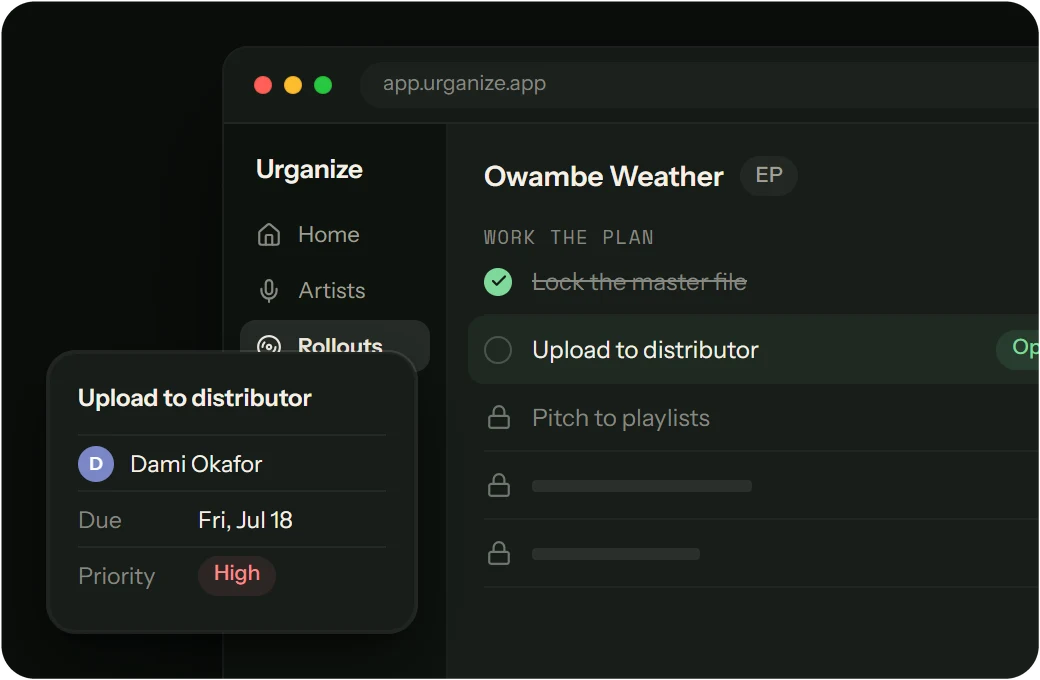 app.urganize.app
Urganize
Home
Artists
Rollouts
Owambe Weather EP
WORK THE PLAN
Lock the master file
Upload to distributor
Pitch to playlists
Upload to distributor
D Dami Okafor
Due Fri, Jul 18
Priority High